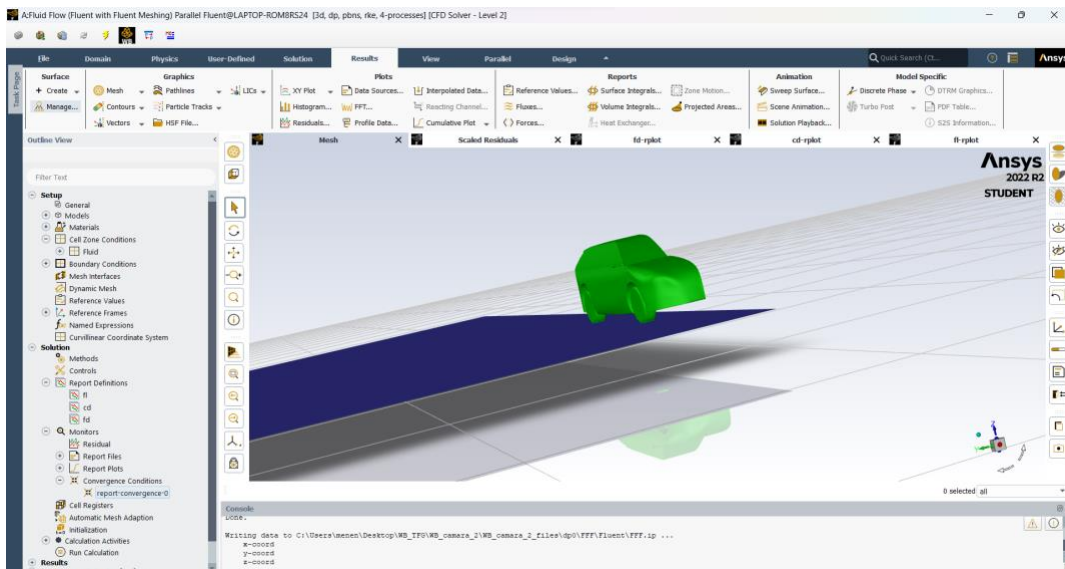 A:Fluid Flow (Fluent with Fluent Meshing) Parallel Fluent@LAPTOP-ROM8RS24 [3d, dp, pbns, rke, 4-processes] [CFD Solver - Level 2]
File Domain Physics User-Defined Solution Results View Parallel Design Quick Search (Ct... Ansys
Task Page
Surface Graphics Plots Reports Animation Model Specific
+ Create Mesh Pathlines LICs XY Plot Data Sources... Interpolated Data... Reference Values... Surface Integrals... Zone Motion... Sweep Surface... Discrete Phase DTRM Graphics...
Manage... Contours Particle Tracks Histogram... FFT... Reacting Channel... Fluxes... Volume Integrals... Projected Areas... Scene Animation... Turbo Post PDF Table...
Vectors HSF File... Residuals... Profile Data... Cumulative Plot Forces... Heat Exchanger... Solution Playback... S2S Information...
Outline View < Mesh X Scaled Residuals X fd-rplot X cd-rplot X fl-rplot X
Filter Text
Ansys
2022 R2
STUDENT
Setup
General
Models
Materials
Cell Zone Conditions
Fluid
Boundary Conditions
Mesh Interfaces
Dynamic Mesh
Reference Values
Reference Frames
Named Expressions
Curvilinear Coordinate System
Solution
Methods
Controls
Report Definitions
fl
cd
fd
Monitors
Residual
Report Files
Report Plots
Convergence Conditions
report-convergence-0
Cell Registers
Automatic Mesh Adaption
Initialization
Calculation Activities
Run Calculation
Results
0 selected all
Console
Done.
Writing data to C:\Users\menen\Desktop\WB_TFG\WB_camara_2\WB_camara_2_files\dp0\FFF\Fluent\FFF.ip ...
x-coord
y-coord
z-coord